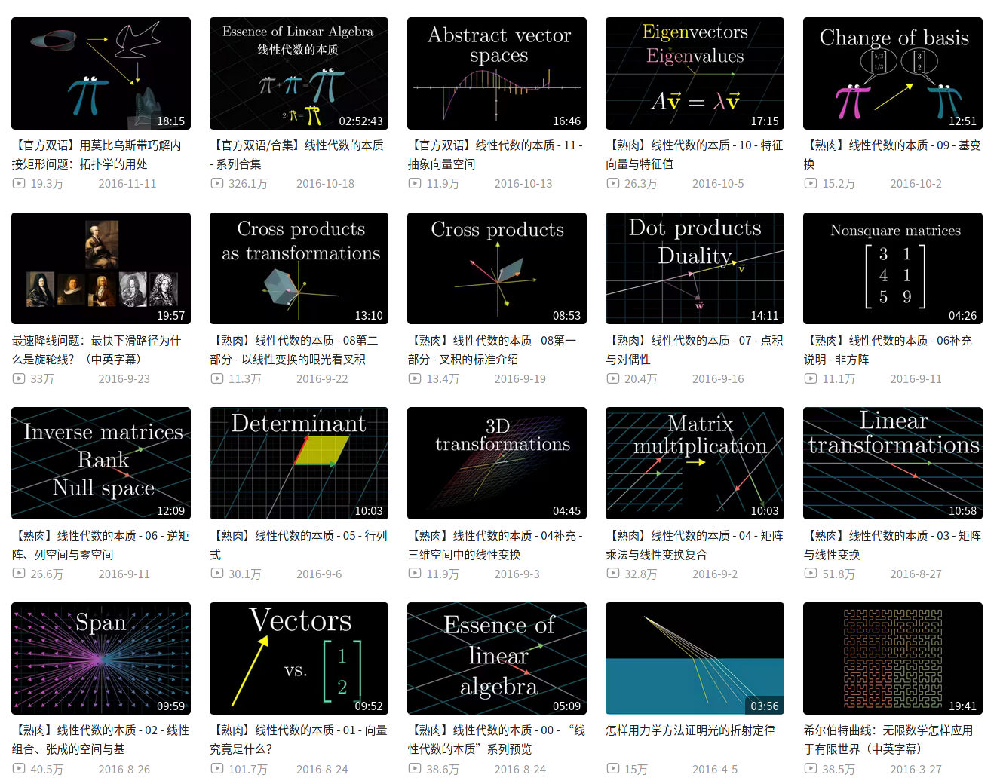 18:15
【官方双语】用莫比乌斯带巧解内
接矩形问题：拓扑学的用处
19.3万 2016-11-11
Essence of Linear Algebra
线性代数的本质
π + π = π
2·π = π
02:52:43
【官方双语/合集】线性代数的本质
- 系列合集
326.1万 2016-10-18
Abstract vector
spaces
16:46
【官方双语】线性代数的本质 - 11 -
抽象向量空间
11.9万 2016-10-13
Eigenvectors
Eigenvalues
Av⃗ = λv⃗
17:15
【熟肉】线性代数的本质 - 10 - 特征
向量与特征值
26.3万 2016-10-5
Change of basis
5/3 3
1/3 2
12:51
【熟肉】线性代数的本质 - 09 - 基变
换
15.2万 2016-10-2
19:57
最速降线问题：最快下滑路径为什
么是旋轮线？（中英字幕）
33万 2016-9-23
Cross products
as transformations
13:10
【熟肉】线性代数的本质 - 08第二
部分 - 以线性变换的眼光看叉积
11.3万 2016-9-22
Cross products
08:53
【熟肉】线性代数的本质 - 08第一
部分 - 叉积的标准介绍
13.4万 2016-9-19
Dot products
Duality
v⃗
w⃗
14:11
【熟肉】线性代数的本质 - 07 - 点积
与对偶性
20.4万 2016-9-16
Nonsquare matrices
3 1
4 1
5 9
04:26
【熟肉】线性代数的本质 - 06补充
说明 - 非方阵
11.1万 2016-9-11
Inverse matrices
Rank
Null space
12:09
【熟肉】线性代数的本质 - 06 - 逆矩
阵、列空间与零空间
26.6万 2016-9-11
Determinant
10:03
【熟肉】线性代数的本质 - 05 - 行列
式
30.1万 2016-9-6
3D
transformations
04:45
【熟肉】线性代数的本质 - 04补充 -
三维空间中的线性变换
11.9万 2016-9-3
Matrix
multiplication
10:03
【熟肉】线性代数的本质 - 04 - 矩阵
乘法与线性变换复合
32.8万 2016-9-2
Linear
transformations
10:58
【熟肉】线性代数的本质 - 03 - 矩阵
与线性变换
51.8万 2016-8-27
Span
09:59
【熟肉】线性代数的本质 - 02 - 线性
组合、张成的空间与基
40.5万 2016-8-26
Vectors
vs.
1
2
09:52
【熟肉】线性代数的本质 - 01 - 向量
究竟是什么？
101.7万 2016-8-24
Essence of
linear
algebra
05:09
【熟肉】线性代数的本质 - 00 - “线
性代数的本质”系列预览
38.6万 2016-8-24
03:56
怎样用力学方法证明光的折射定律
15万 2016-4-5
19:41
希尔伯特曲线：无限数学怎样应用
于有限世界（中英字幕）
38.5万 2016-3-27